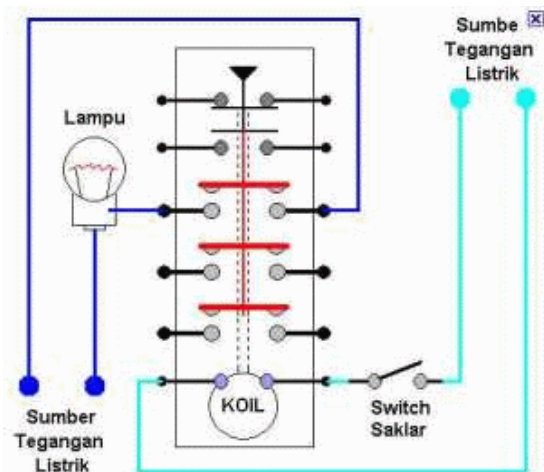 Sumbe
Tegangan
Listrik
Lampu
KOIL
Switch
Saklar
Sumber
Tegangan
Listrik